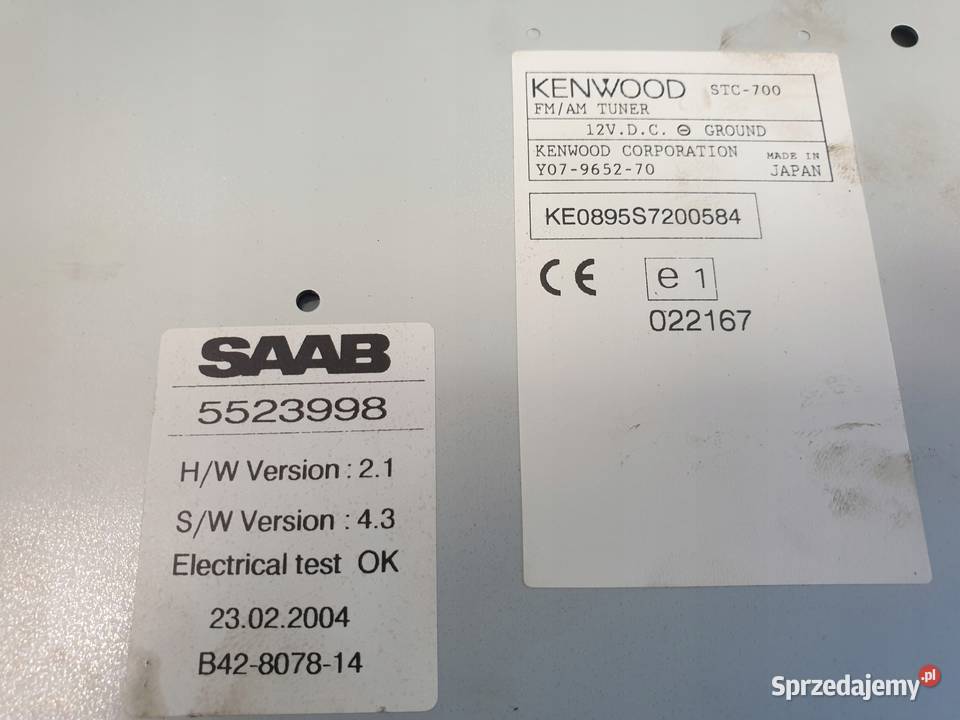 KENWOOD STC-700
FM/AM TUNER
12V.D.C. ⊖ GROUND
KENWOOD CORPORATION MADE IN
Y07-9652-70 JAPAN
KE0895S7200584
CE e1
022167
SAAB
5523998
H/W Version : 2.1
S/W Version : 4.3
Electrical test OK
23.02.2004
B42-8078-14
Sprzedajemy.pl